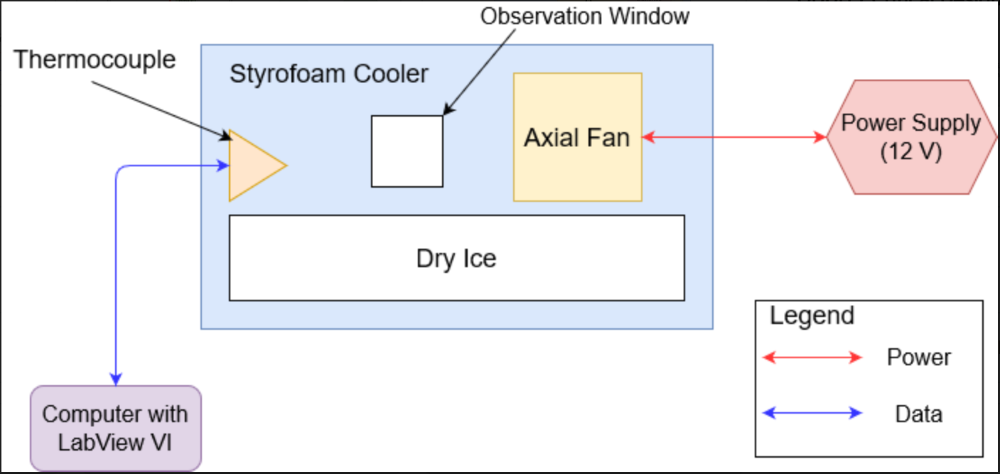 Observation Window
Thermocouple
Styrofoam Cooler
Axial Fan
Power Supply
(12 V)
Dry Ice
Legend
Power
Data
Computer with
LabView VI